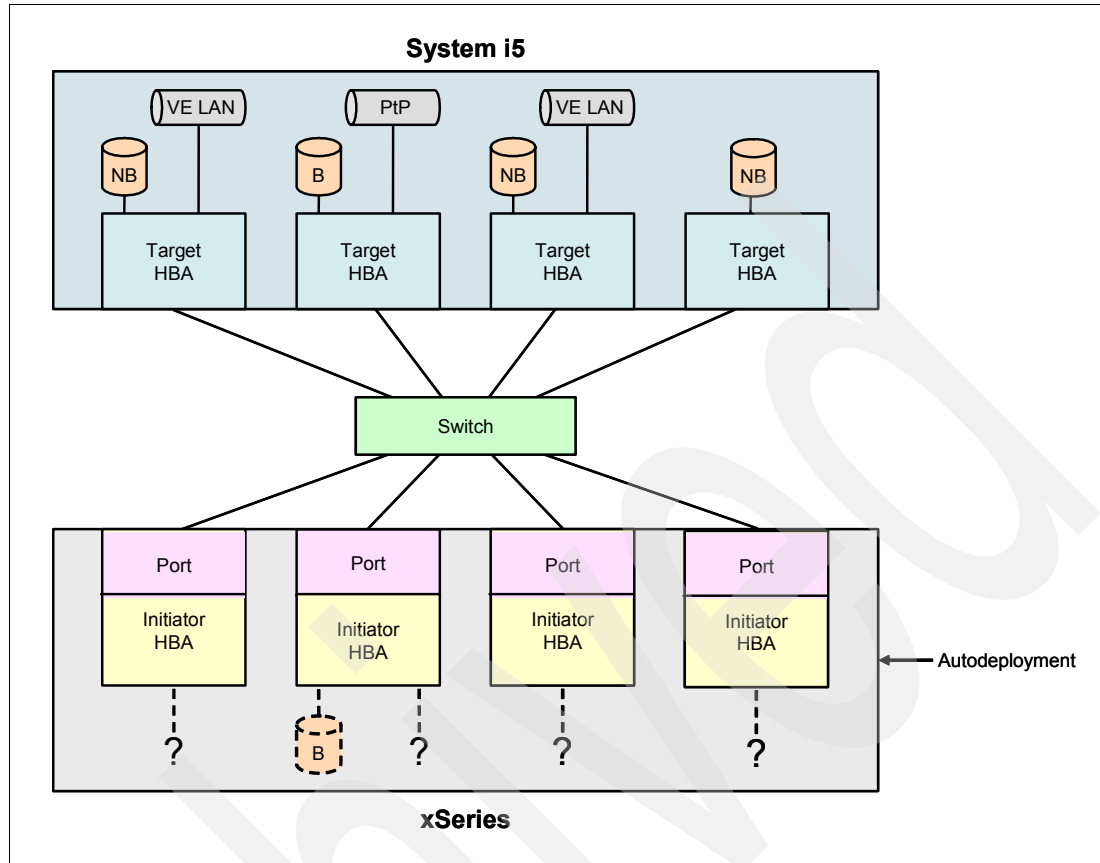 System i5
VE LAN
PtP
VE LAN
NB
B
NB
NB
Target
HBA
Target
HBA
Target
HBA
Target
HBA
Switch
Port
Port
Port
Port
Initiator
HBA
Initiator
HBA
Initiator
HBA
Initiator
HBA
Autodeployment
?
B
?
?
?
xSeries